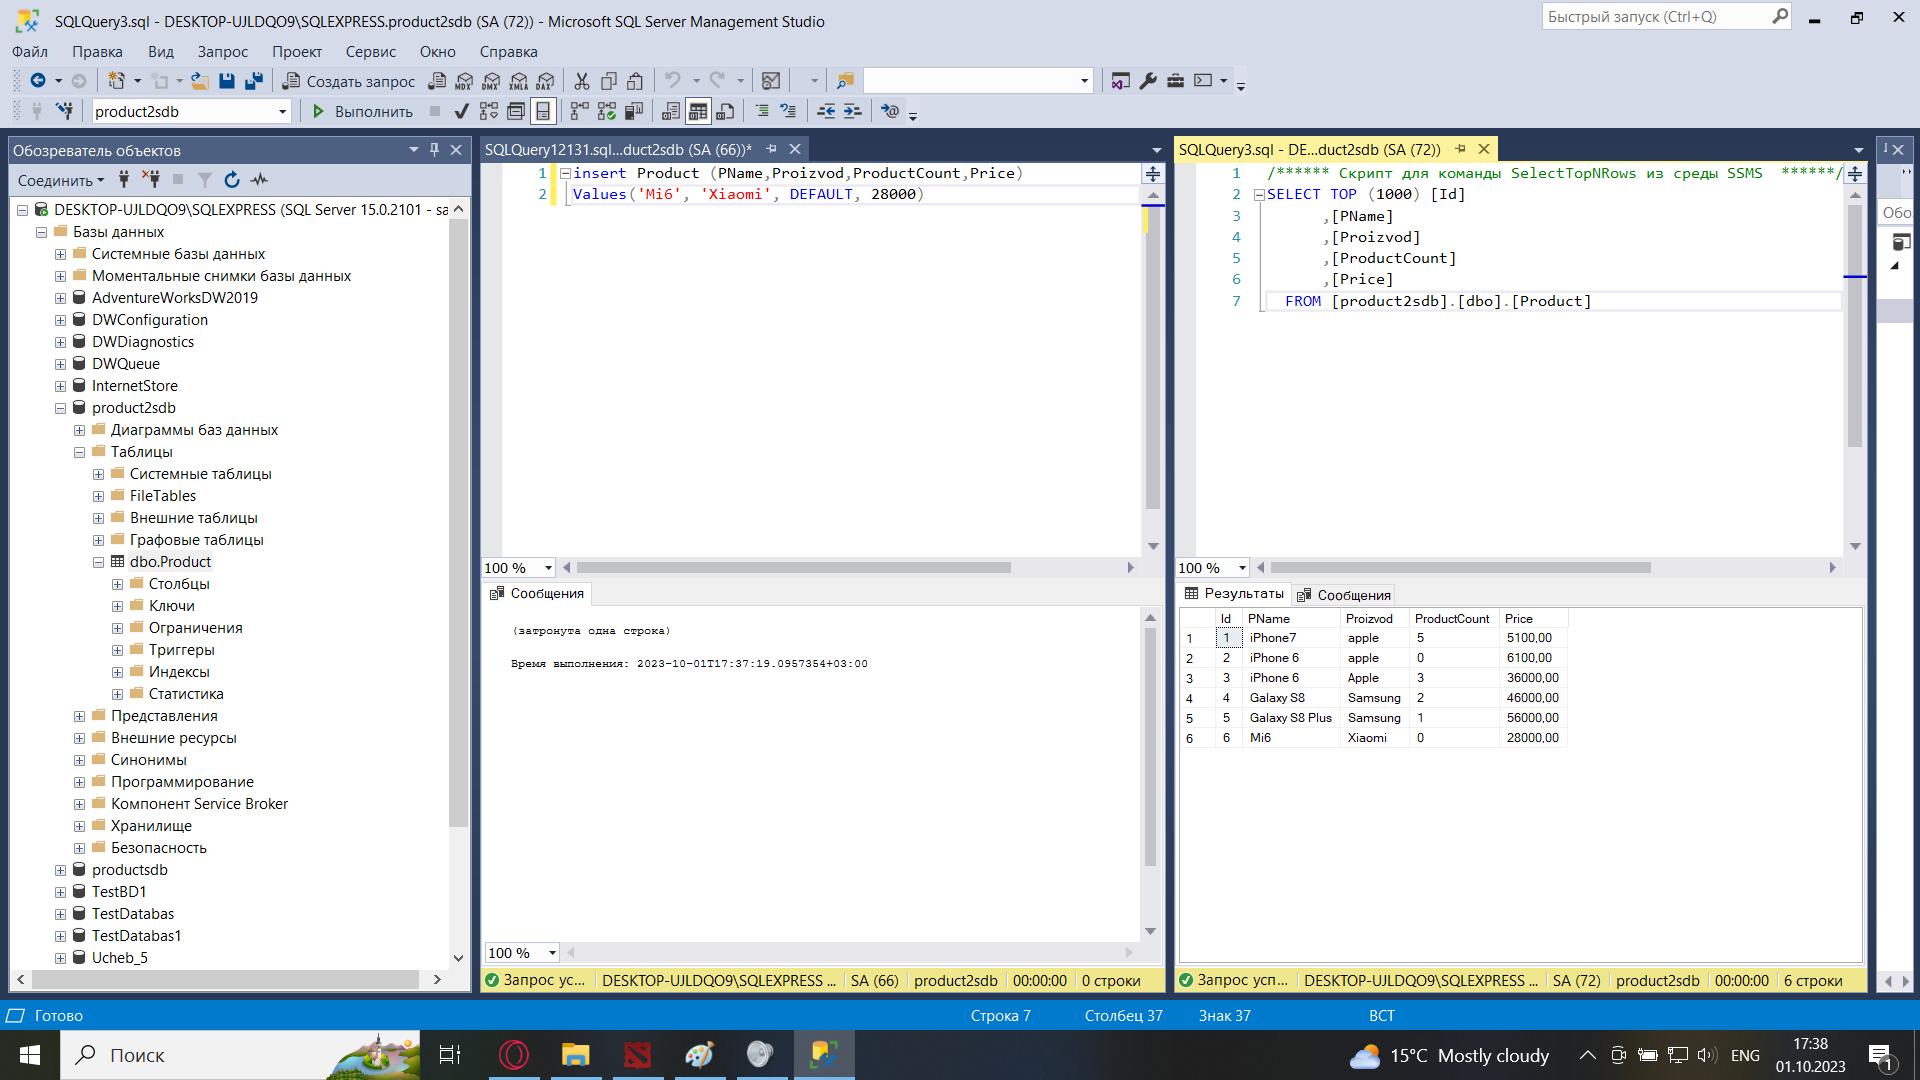 SQLQuery3.sql - DESKTOP-UJLDQO9\SQLEXPRESS.product2sdb (SA (72)) - Microsoft SQL Server Management Studio
Быстрый запуск (Ctrl+Q)
Файл Правка Вид Запрос Проект Сервис Окно Справка
Создать запрос
product2sdb
Выполнить
Обозреватель объектов
Соединить
DESKTOP-UJLDQO9\SQLEXPRESS (SQL Server 15.0.2101 - sa
Базы данных
Системные базы данных
Моментальные снимки базы данных
AdventureWorksDW2019
DWConfiguration
DWDiagnostics
DWQueue
InternetStore
product2sdb
Диаграммы баз данных
Таблицы
Системные таблицы
FileTables
Внешние таблицы
Графовые таблицы
dbo.Product
Столбцы
Ключи
Ограничения
Триггеры
Индексы
Статистика
Представления
Внешние ресурсы
Синонимы
Программирование
Компонент Service Broker
Хранилище
Безопасность
productsdb
TestBD1
TestDatabas
TestDatabas1
Ucheb_5
SQLQuery12131.sql...duct2sdb (SA (66))*
1 insert Product (PName,Proizvod,ProductCount,Price)
2 Values('Mi6', 'Xiaomi', DEFAULT, 28000)
100 %
Сообщения
(затронута одна строка)
Время выполнения: 2023-10-01T17:37:19.0957354+03:00
100 %
Запрос ус... DESKTOP-UJLDQO9\SQLEXPRESS ... SA (66) product2sdb 00:00:00 0 строки
SQLQuery3.sql - DE...duct2sdb (SA (72))
1 /****** Скрипт для команды SelectTopNRows из среды SSMS ******/
2 SELECT TOP (1000) [Id]
3 ,[PName]
4 ,[Proizvod]
5 ,[ProductCount]
6 ,[Price]
7 FROM [product2sdb].[dbo].[Product]
100 %
Результаты Сообщения
Id PName Proizvod ProductCount Price
1 1 iPhone7 apple 5 5100,00
2 2 iPhone 6 apple 0 6100,00
3 3 iPhone 6 Apple 3 36000,00
4 4 Galaxy S8 Samsung 2 46000,00
5 5 Galaxy S8 Plus Samsung 1 56000,00
6 6 Mi6 Xiaomi 0 28000,00
Запрос усп... DESKTOP-UJLDQO9\SQLEXPRESS ... SA (72) product2sdb 00:00:00 6 строки
Обо
Готово
Строка 7 Столбец 37 Знак 37 ВСТ
Поиск
15°C Mostly cloudy
ENG
17:38
01.10.2023
1